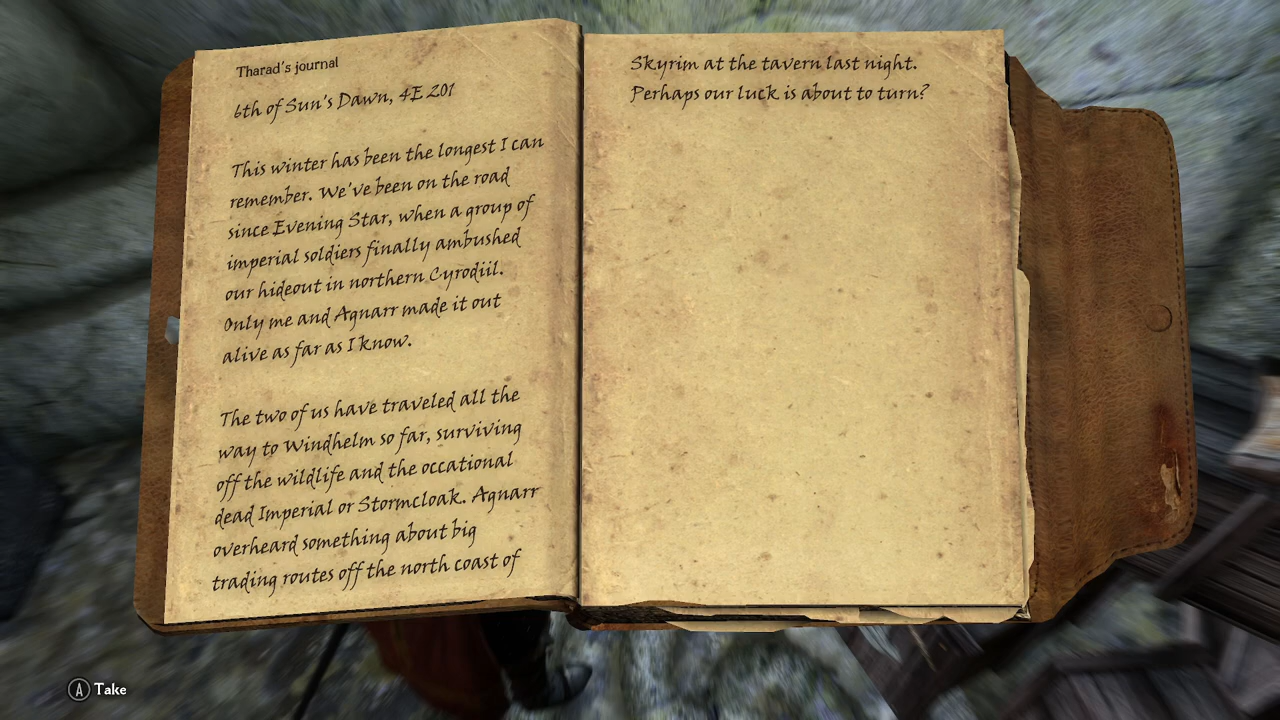 Tharad's journal
6th of Sun's Dawn, 4E 201
This winter has been the longest I can
remember. We've been on the road
since Evening Star, when a group of
imperial soldiers finally ambushed
our hideout in northern Cyrodiil.
Only me and Agnarr made it out
alive as far as I know.
The two of us have traveled all the
way to Windhelm so far, surviving
off the wildlife and the occational
dead Imperial or Stormcloak. Agnarr
overheard something about big
trading routes off the north coast of
Skyrim at the tavern last night.
Perhaps our luck is about to turn?
A Take